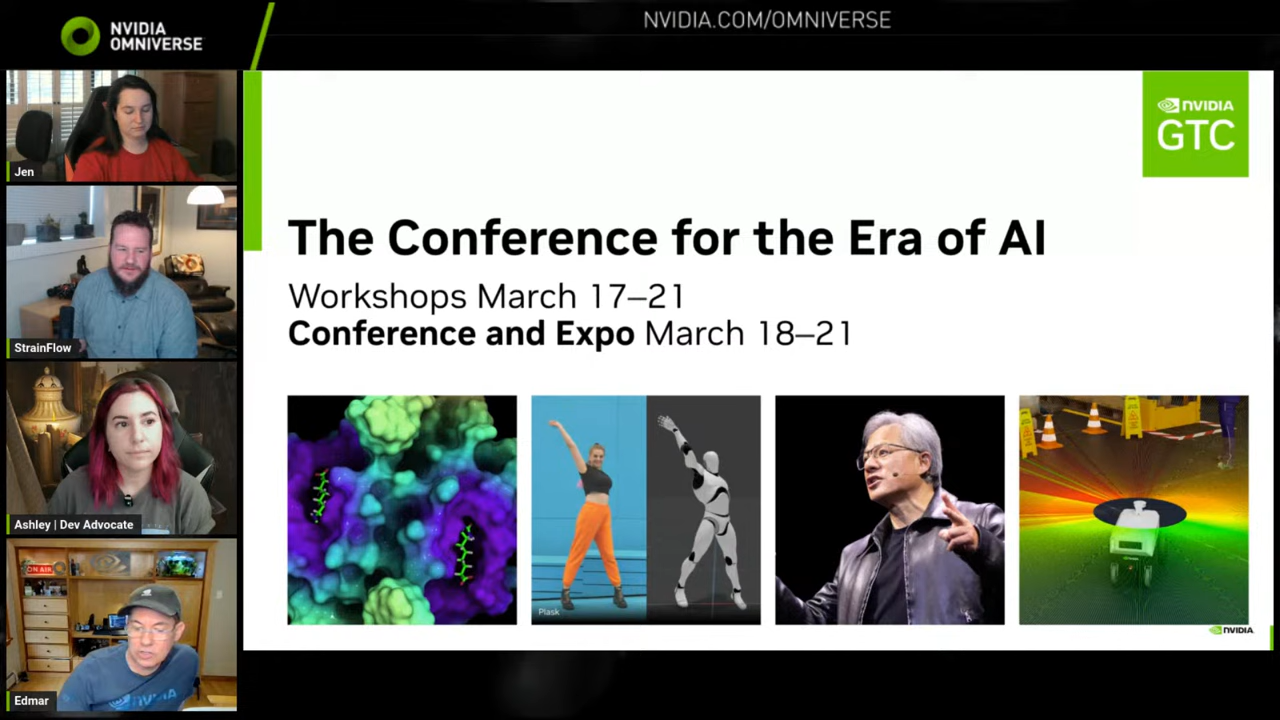 NVIDIA
OMNIVERSE
NVIDIA.COM/OMNIVERSE
Jen
StrainFlow
Ashley | Dev Advocate
ON AIR
NVIDIA
Edmar
NVIDIA
GTC
The Conference for the Era of AI
Workshops March 17–21
Conference and Expo March 18–21
Plask
NVIDIA.